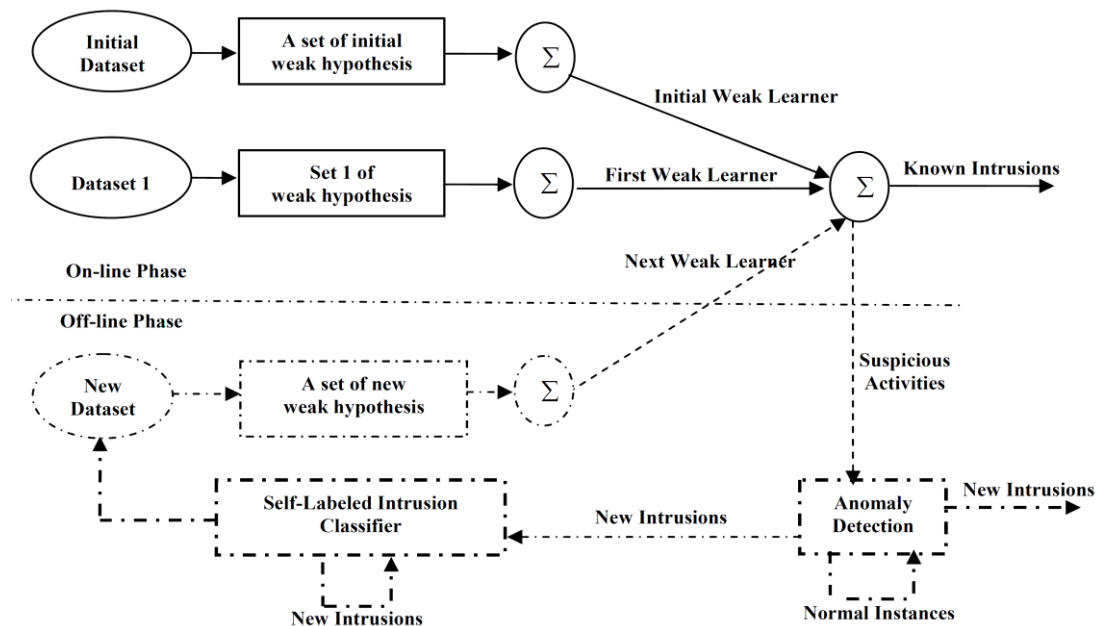 Initial
Dataset
A set of initial
weak hypothesis
Σ
Initial Weak Learner
Dataset 1
Set 1 of
weak hypothesis
Σ
First Weak Learner
Σ
Known Intrusions
Next Weak Learner
On-line Phase
Off-line Phase
New
Dataset
A set of new
weak hypothesis
Σ
Suspicious
Activities
Self-Labeled Intrusion
Classifier
New Intrusions
Anomaly
Detection
New Intrusions
New Intrusions
Normal Instances